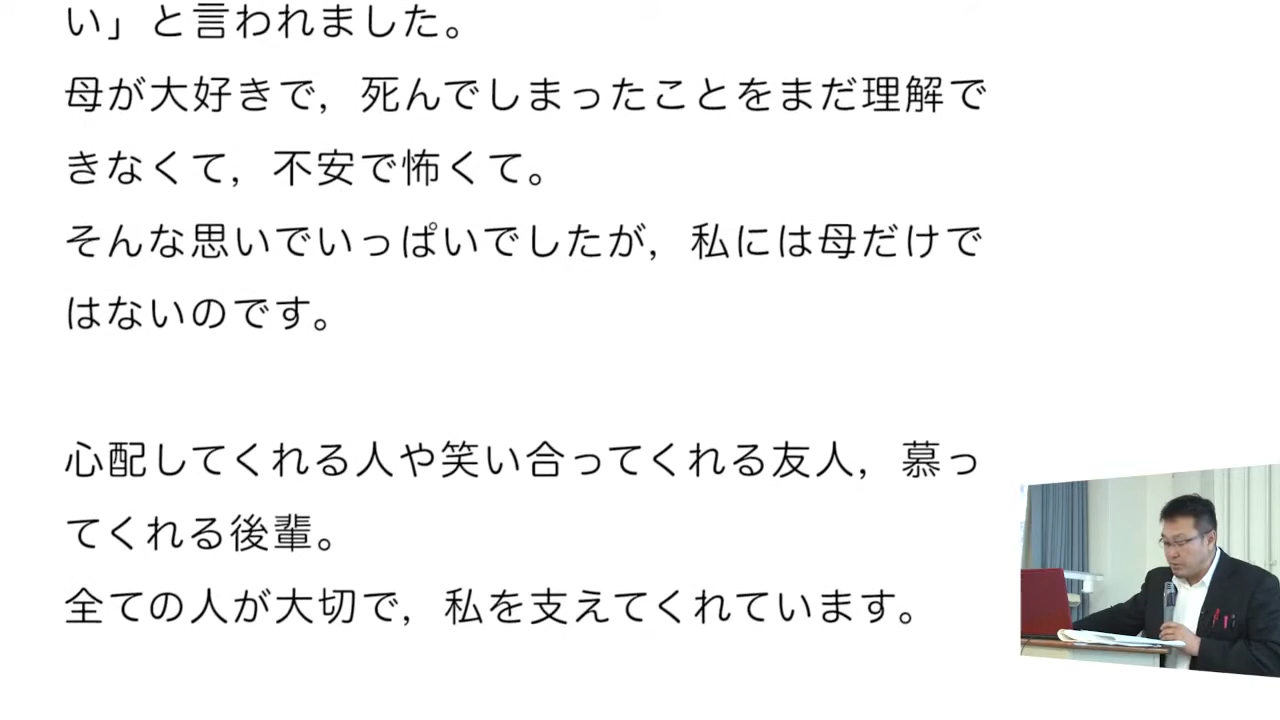 い」と言われました。
母が大好きで，死んでしまったことをまだ理解で
きなくて，不安で怖くて。
そんな思いでいっぱいでしたが，私には母だけで
はないのです。
心配してくれる人や笑い合ってくれる友人，慕っ
てくれる後輩。
全ての人が大切で，私を支えてくれています。